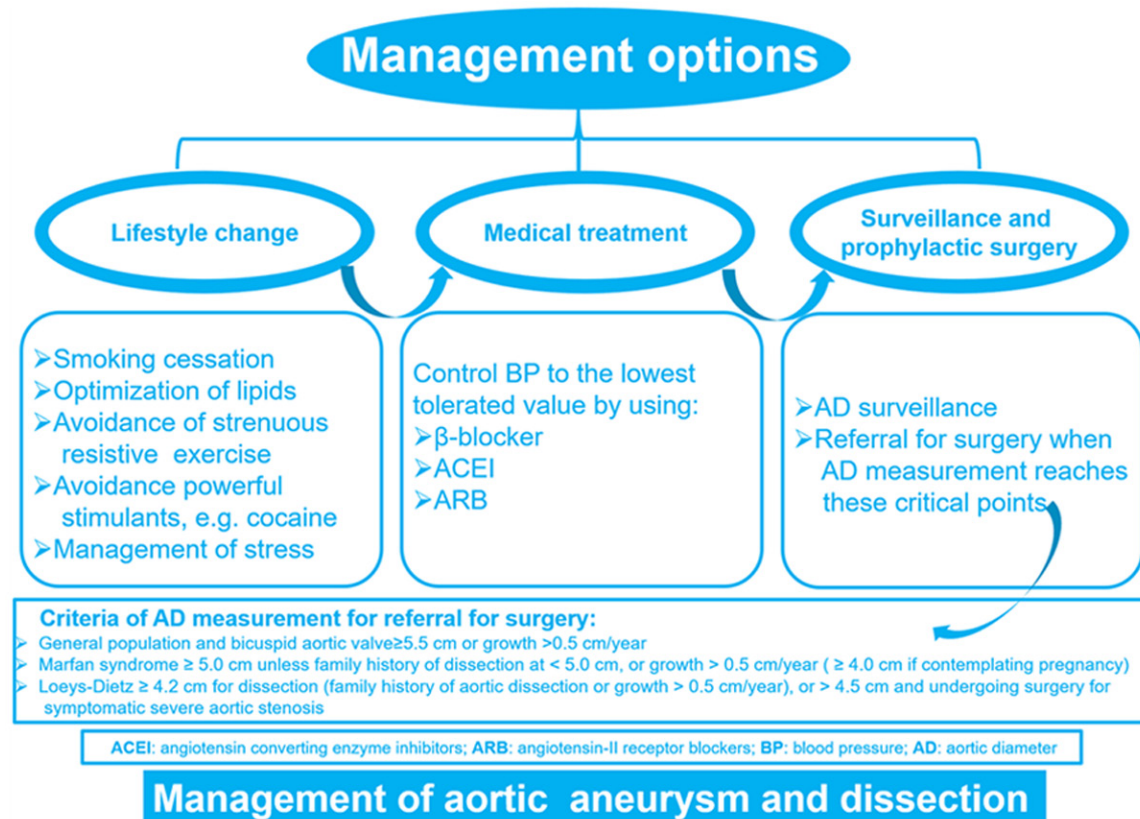 Management options
Lifestyle change
Medical treatment
Surveillance and
prophylactic surgery
➢Smoking cessation
➢Optimization of lipids
➢Avoidance of strenuous
resistive exercise
➢Avoidance powerful
stimulants, e.g. cocaine
➢Management of stress
Control BP to the lowest
tolerated value by using:
➢β-blocker
➢ACEI
➢ARB
➢AD surveillance
➢Referral for surgery when
AD measurement reaches
these critical points
Criteria of AD measurement for referral for surgery:
➢ General population and bicuspid aortic valve≥5.5 cm or growth >0.5 cm/year
➢ Marfan syndrome ≥ 5.0 cm unless family history of dissection at < 5.0 cm, or growth > 0.5 cm/year ( ≥ 4.0 cm if contemplating pregnancy)
➢ Loeys-Dietz ≥ 4.2 cm for dissection (family history of aortic dissection or growth > 0.5 cm/year), or > 4.5 cm and undergoing surgery for
symptomatic severe aortic stenosis
ACEI: angiotensin converting enzyme inhibitors; ARB: angiotensin-II receptor blockers; BP: blood pressure; AD: aortic diameter
Management of aortic aneurysm and dissection